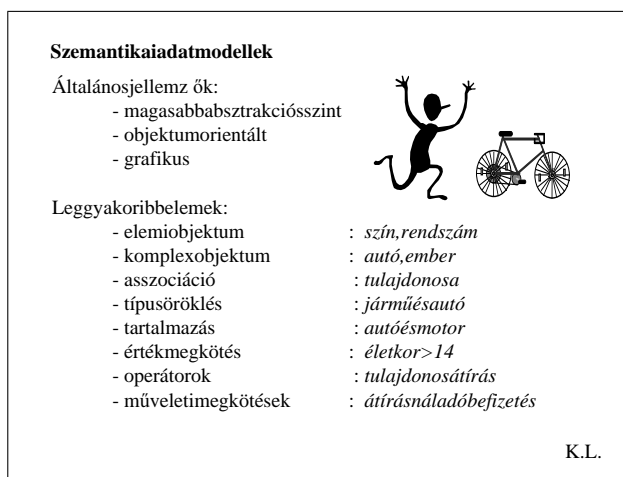 Szemantikaiadatmodellek
Általánosjellemz ők:
- magasabbabsztrakciósszint
- objektumorientált
- grafikus
Leggyakoribbelemek:
- elemiobjektum : szín,rendszám
- komplexobjektum : autó,ember
- asszociáció : tulajdonosa
- típusöröklés : járműésautó
- tartalmazás : autóésmotor
- értékmegkötés : életkor>14
- operátorok : tulajdonosátírás
- műveletimegkötések : átírásnáladóbefizetés
K.L.